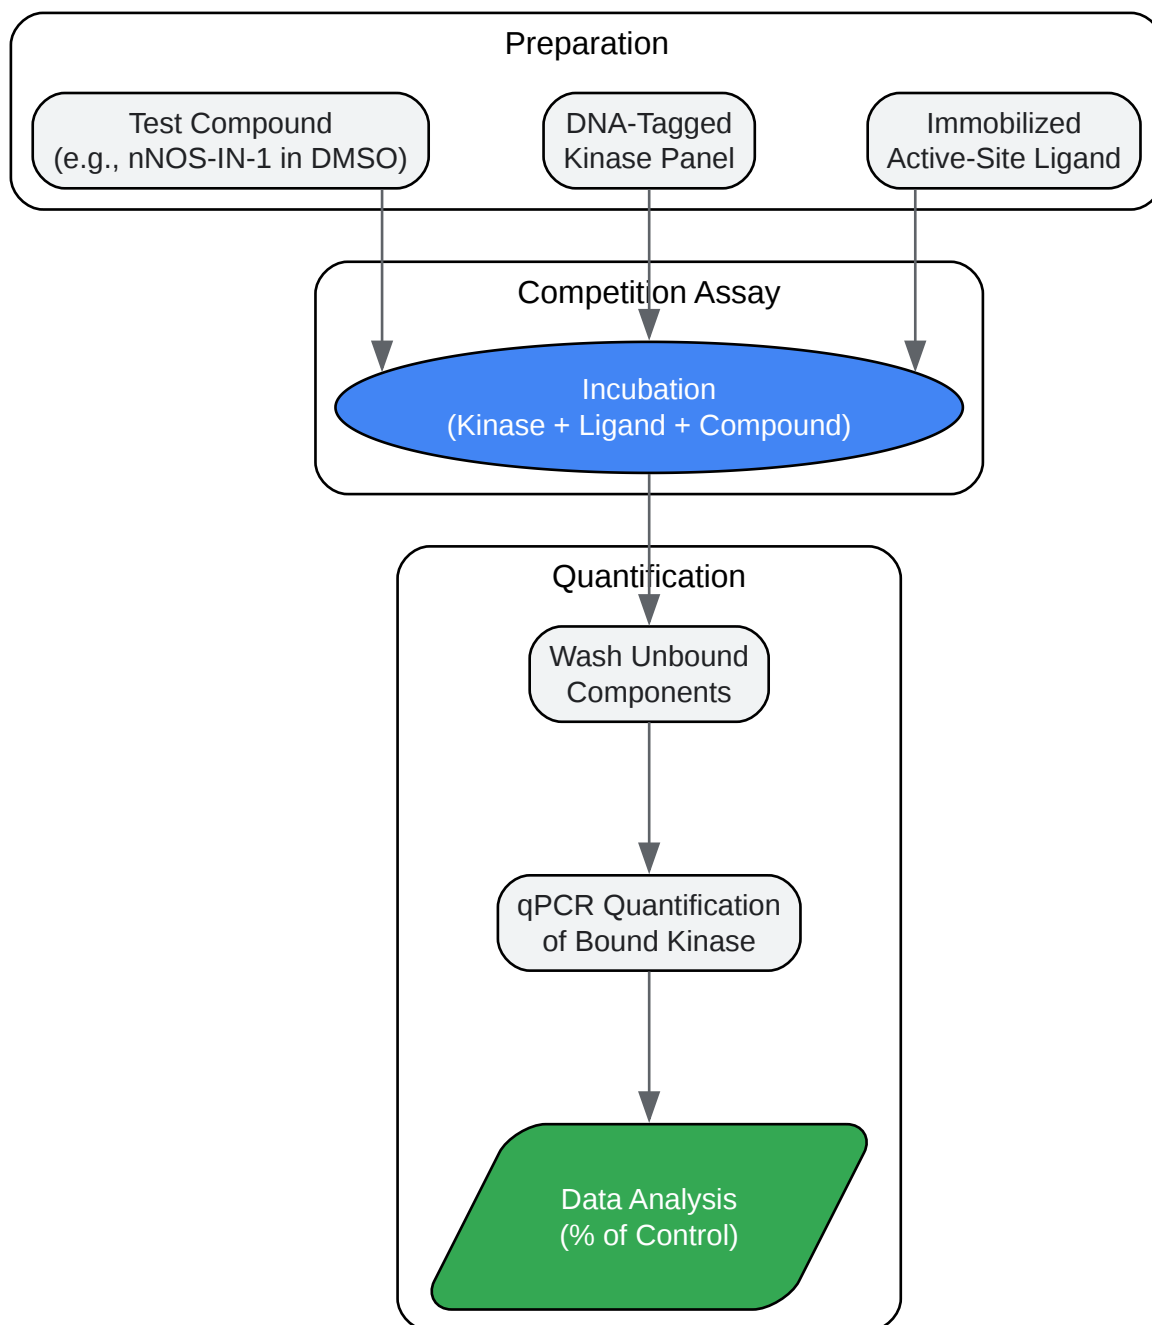 Preparation
Test Compound
(e.g., nNOS-IN-1 in DMSO)
DNA-Tagged
Kinase Panel
Immobilized
Active-Site Ligand
Competition Assay
Incubation
(Kinase + Ligand + Compound)
Quantification
Wash Unbound
Components
qPCR Quantification
of Bound Kinase
Data Analysis
(% of Control)